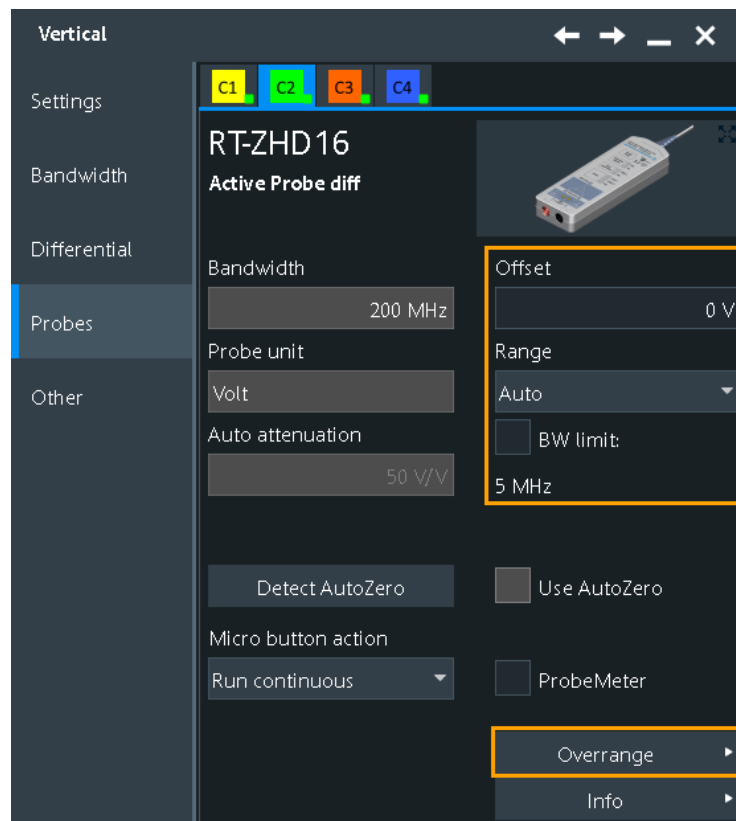 Vertical
Settings
Bandwidth
Differential
Probes
Other
C1 C2 C3 C4
RT-ZHD16
Active Probe diff
Bandwidth
200 MHz
Probe unit
Volt
Auto attenuation
50 V/V
Offset
0 V
Range
Auto
BW limit:
5 MHz
Detect AutoZero
Use AutoZero
Micro button action
Run continuous
ProbeMeter
Overrange
Info